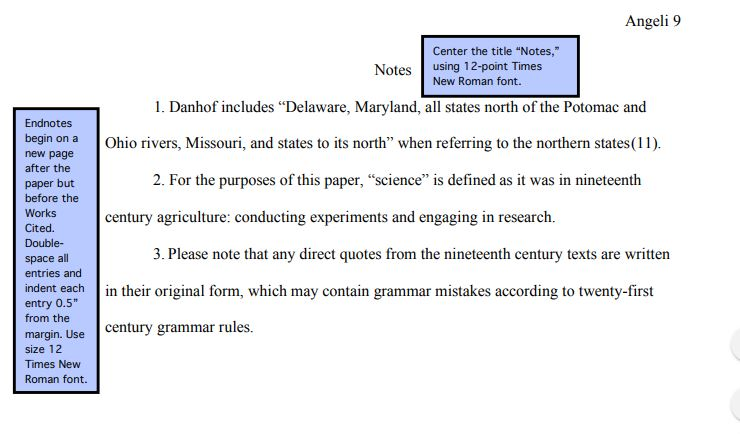 Angeli 9
Center the title “Notes,”
using 12-point Times
New Roman font.
Notes
1. Danhof includes “Delaware, Maryland, all states north of the Potomac and
Ohio rivers, Missouri, and states to its north” when referring to the northern states(11).
2. For the purposes of this paper, “science” is defined as it was in nineteenth
century agriculture: conducting experiments and engaging in research.
3. Please note that any direct quotes from the nineteenth century texts are written
in their original form, which may contain grammar mistakes according to twenty-first
century grammar rules.
Endnotes
begin on a
new page
after the
paper but
before the
Works
Cited.
Double-
space all
entries and
indent each
entry 0.5”
from the
margin. Use
size 12
Times New
Roman font.